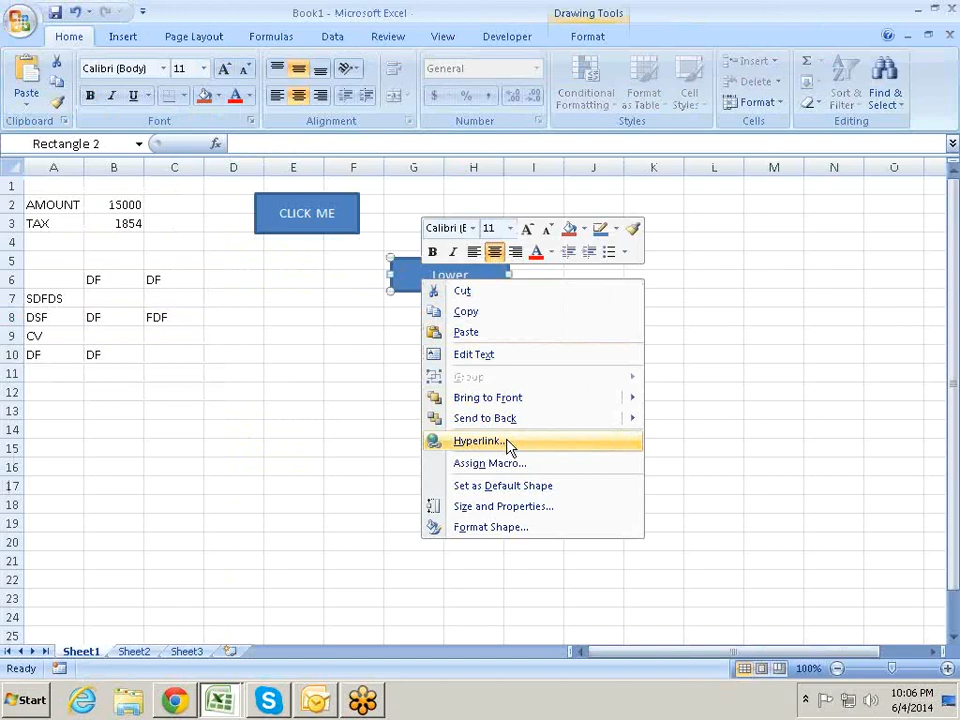 Book1 - Microsoft Excel
Drawing Tools
Home Insert Page Layout Formulas Data Review View Developer Format
Paste
Calibri (Body) 11
B I U
General
$ % ,
Conditional Formatting
Format as Table
Cell Styles
Insert
Delete
Format
Sort & Filter
Find & Select
Clipboard Font Alignment Number Styles Cells Editing
Rectangle 2
fx
A B C D E F G H I J K L M N O
1
2 AMOUNT 15000
3 TAX 1854
CLICK ME
4
5
6 DF DF
7 SDFDS
8 DSF DF FDF
9 CV
10 DF DF
11
12
13
14
15
16
17
18
19
20
21
22
23
24
25
Lower
Calibri (E 11
B I
Cut
Copy
Paste
Edit Text
Group
Bring to Front
Send to Back
Hyperlink...
Assign Macro...
Set as Default Shape
Size and Properties...
Format Shape...
Sheet1 Sheet2 Sheet3
Ready
100%
Start
10:06 PM
6/4/2014